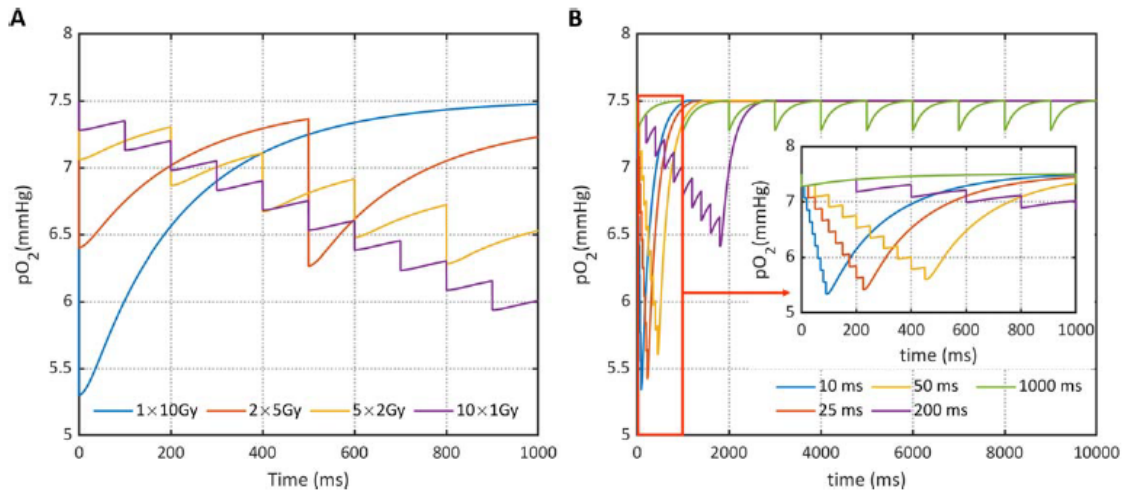 A
8
7.5
7
6.5
6
5.5
5
pO2(mmHg)
0 200 400 600 800 1000
Time (ms)
1×10Gy 2×5Gy 5×2Gy 10×1Gy
B
8
7.5
7
6.5
6
5.5
5
pO2(mmHg)
0 2000 4000 6000 8000 10000
time (ms)
8
7
6
5
pO2(mmHg)
0 200 400 600 800 1000
time (ms)
10 ms 50 ms 1000 ms
25 ms 200 ms